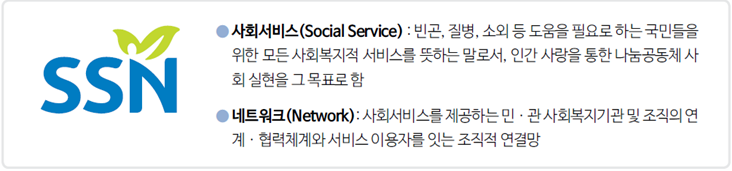 SSN
● 사회서비스(Social Service) : 빈곤, 질병, 소외 등 도움을 필요로 하는 국민들을
위한 모든 사회복지적 서비스를 뜻하는 말로서, 인간 사랑을 통한 나눔공동체 사
회 실현을 그 목표로 함
● 네트워크(Network) : 사회서비스를 제공하는 민 · 관 사회복지기관 및 조직의 연
계 · 협력체계와 서비스 이용자를 잇는 조직적 연결망